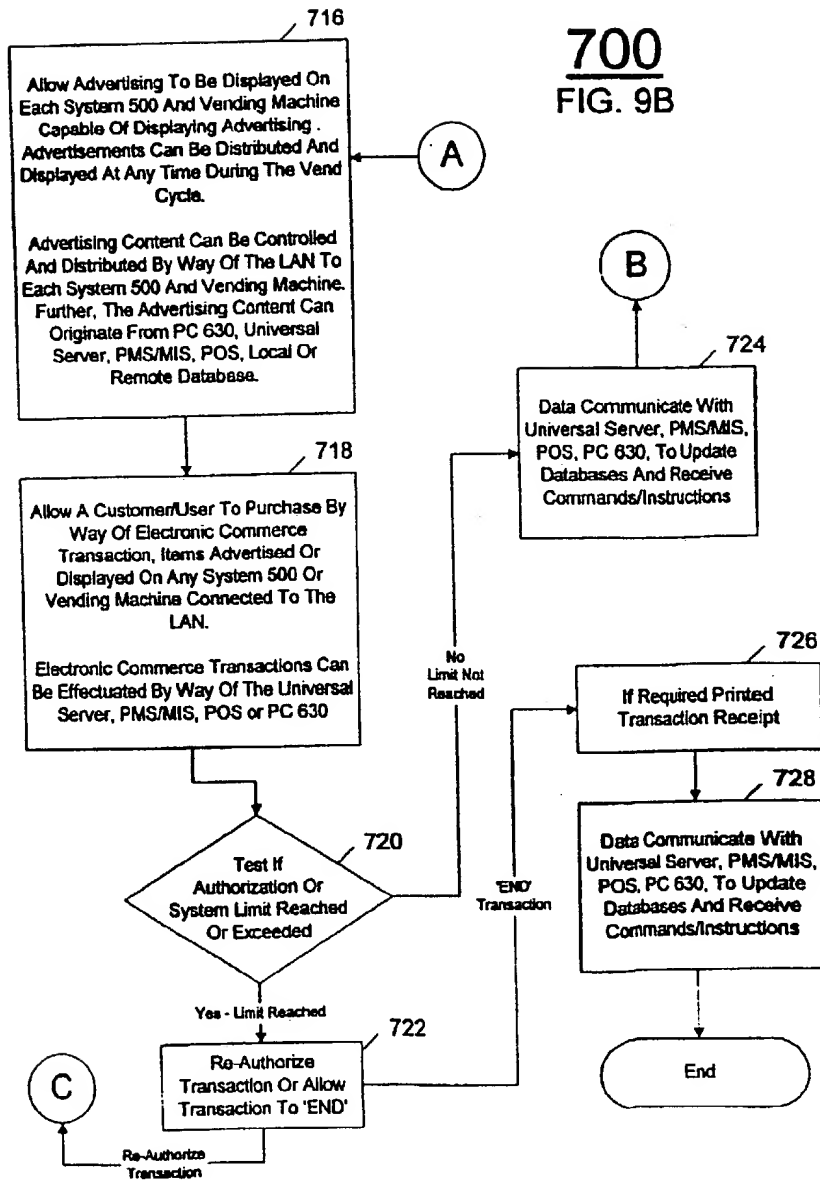 700
FIG. 9B
716
Allow Advertising To Be Displayed On
Each System 500 And Vending Machine
Capable Of Displaying Advertising .
Advertisements Can Be Distributed And
Displayed At Any Time During The Vend
Cycle.
Advertising Content Can Be Controlled
And Distributed By Way Of The LAN To
Each System 500 And Vending Machine.
Further, The Advertising Content Can
Originate From PC 630, Universal
Server, PMS/MIS, POS, Local Or
Remote Database.
A
718
Allow A Customer/User To Purchase By
Way Of Electronic Commerce
Transaction, Items Advertised Or
Displayed On Any System 500 Or
Vending Machine Connected To The
LAN.
Electronic Commerce Transactions Can
Be Effectuated By Way Of The Universal
Server, PMS/MIS, POS or PC 630
720
Test If
Authorization Or
System Limit Reached
Or Exceeded
No
Limit Not
Reached
Yes - Limit Reached
722
Re-Authorize
Transaction Or Allow
Transaction To 'END'
C
Re-Authorize
Transaction
'END'
Transaction
B
724
Data Communicate With
Universal Server, PMS/MIS,
POS, PC 630, To Update
Databases And Receive
Commands/Instructions
726
If Required Printed
Transaction Receipt
728
Data Communicate With
Universal Server, PMS/MIS,
POS, PC 630, To Update
Databases And Receive
Commands/Instructions
End